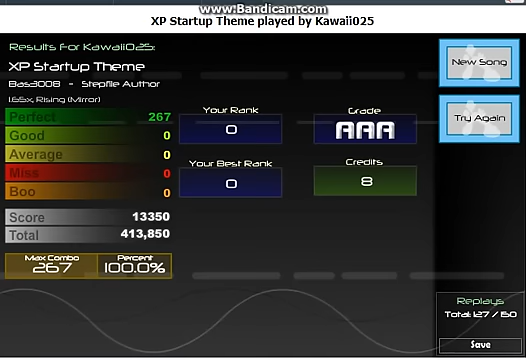 www.Bandicam.com
XP Startup Theme played by Kawaii025
Results for Kawaii025:
XP Startup Theme
Bas3008 - Stepfile Author
1.65x, Rising (Mirror)
Perfect 267
Good 0
Average 0
Miss 0
Boo 0
Score 13350
Total 413,850
Max Combo
267
Percent
100.0%
Your Rank
0
Grade
AAA
Your Best Rank
0
Credits
8
New Song
Try Again
Replays
Total: 127 / 150
Save